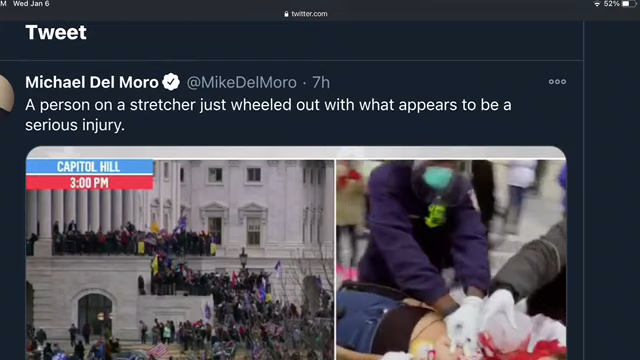 M Wed Jan 6
52%
twitter.com
Tweet
Michael Del Moro @MikeDelMoro · 7h
A person on a stretcher just wheeled out with what appears to be a
serious injury.
CAPITOL HILL
3:00 PM